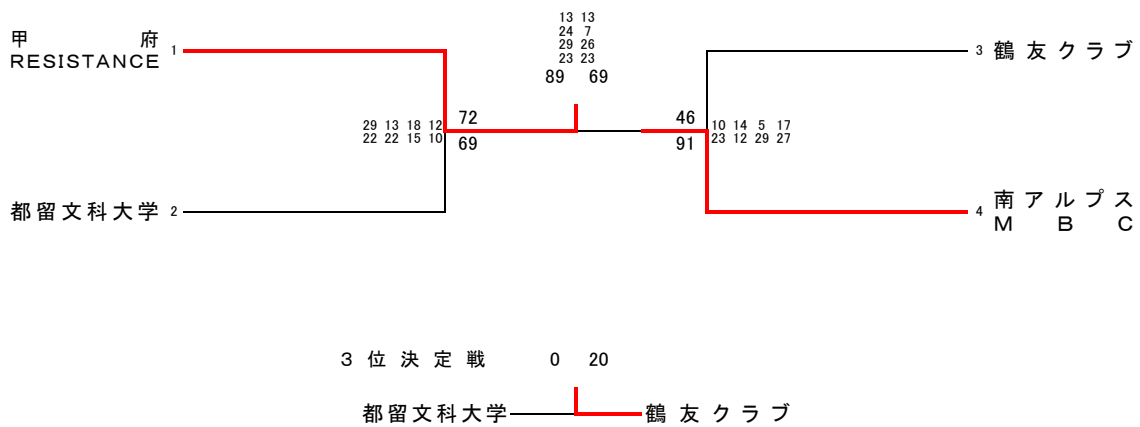 13 13
24 7
29 26
23 23
89 69
甲府
RESISTANCE 1
3 鶴友クラブ
29 13 18 12
22 22 15 10
72
69
46
91
10 14 5 17
23 12 29 27
都留文科大学 2
4 南アルプス
MBC
3位決定戦 0 20
都留文科大学 鶴友クラブ